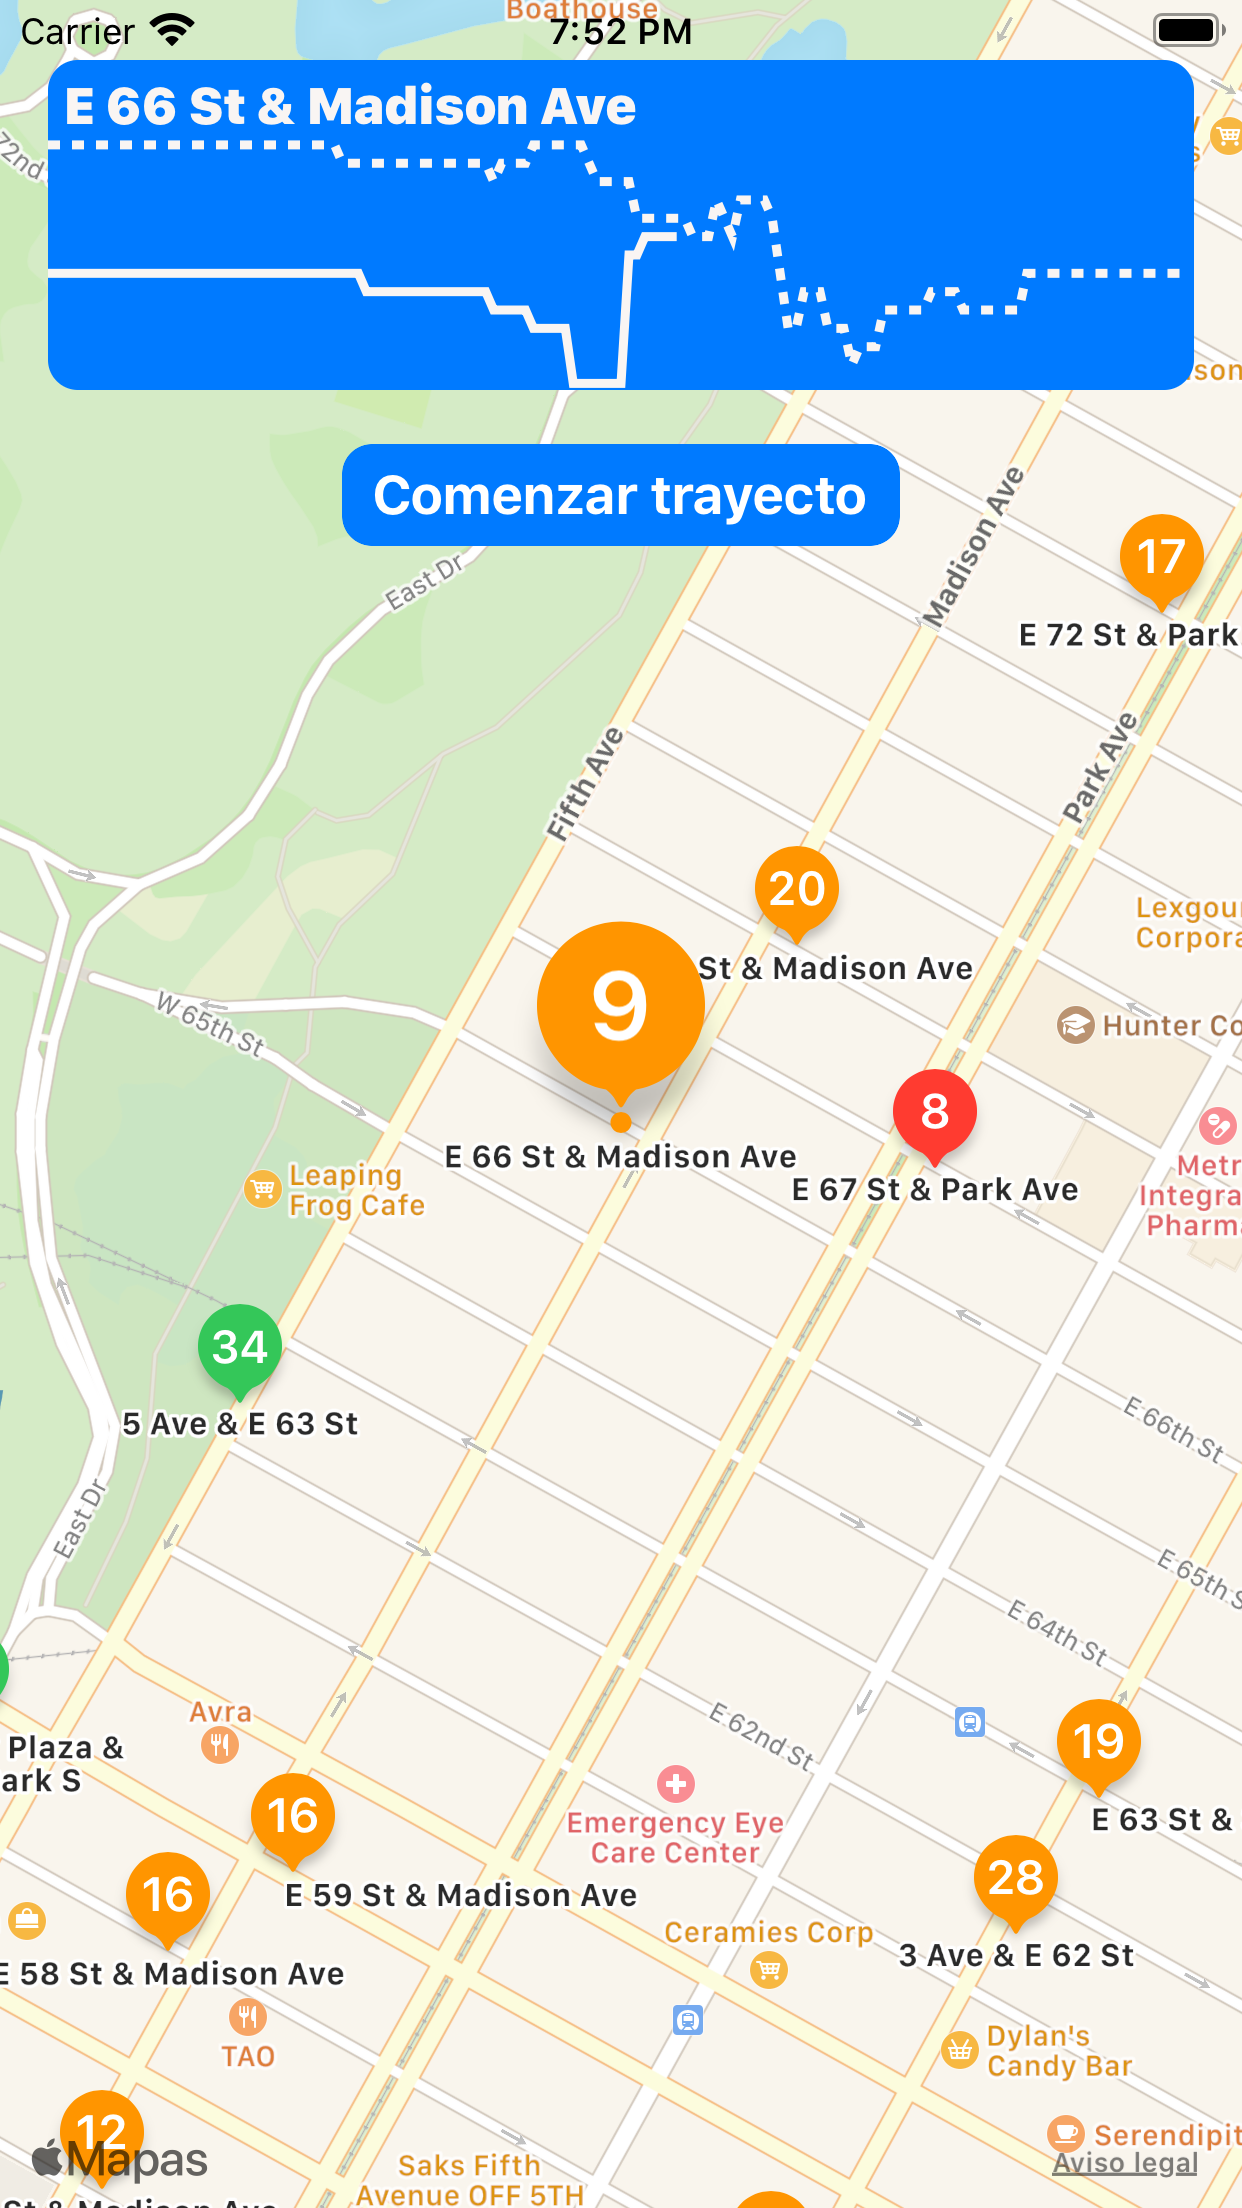 Boathouse
Carrier
7:52 PM
E 66 St & Madison Ave
72nd
son
Comenzar trayecto
East Dr
Madison Ave
17
E 72 St & Park
Fifth Ave
Park Ave
20
St & Madison Ave
Lexgou
Corpora
9
W 65th St
Hunter Co
8
E 66 St & Madison Ave
E 67 St & Park Ave
Leaping
Frog Cafe
Metr
Integra
Pharma
34
5 Ave & E 63 St
E 66th St
East Dr
E 65th S
E 64th St
Avra
E 62nd St
Plaza &
ark S
19
16
Emergency Eye
Care Center
E 63 St &
28
16
E 59 St & Madison Ave
Ceramies Corp
3 Ave & E 62 St
E 58 St & Madison Ave
TAO
Dylan's
Candy Bar
12
Mapas
Serendipit
Aviso legal
Saks Fifth
Avenue OFF 5TH
St & Madison Ave